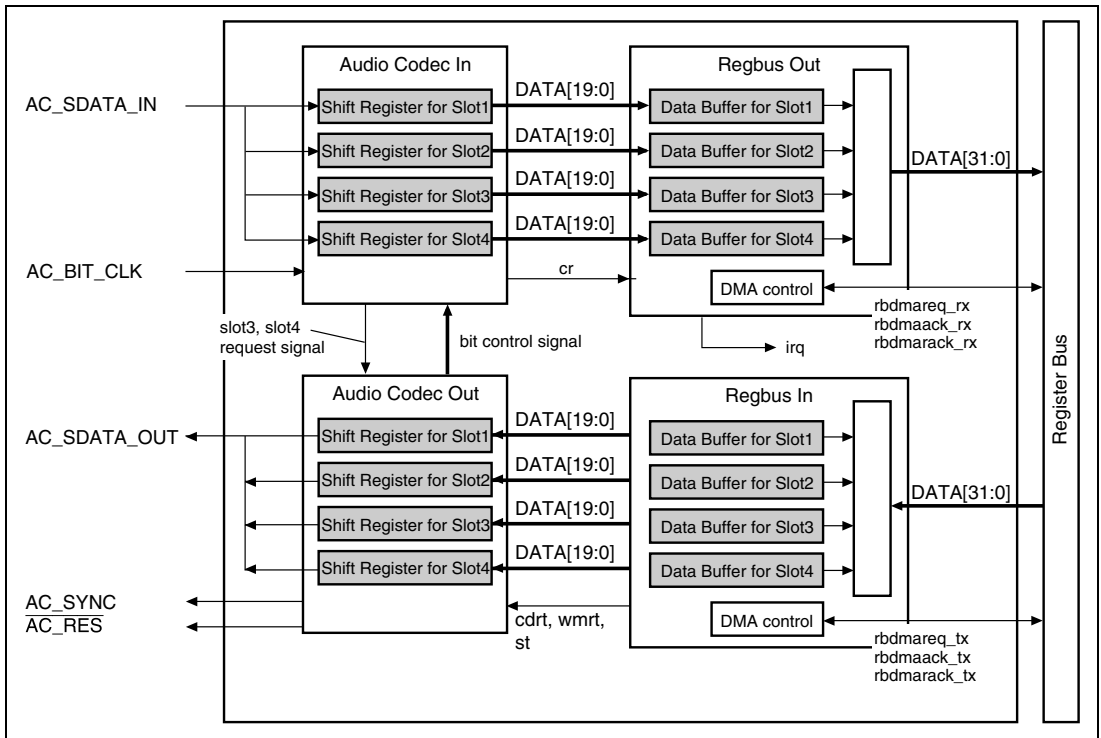 Audio Codec In
Regbus Out
AC_SDATA_IN
Shift Register for Slot1
DATA[19:0]
Data Buffer for Slot1
Shift Register for Slot2
DATA[19:0]
Data Buffer for Slot2
DATA[31:0]
Shift Register for Slot3
DATA[19:0]
Data Buffer for Slot3
Shift Register for Slot4
DATA[19:0]
Data Buffer for Slot4
AC_BIT_CLK
cr
DMA control
rbdmareq_rx
rbdmaack_rx
rbdmarack_rx
slot3, slot4
request signal
bit control signal
irq
Register Bus
Audio Codec Out
Regbus In
AC_SDATA_OUT
Shift Register for Slot1
DATA[19:0]
Data Buffer for Slot1
Shift Register for Slot2
DATA[19:0]
Data Buffer for Slot2
DATA[31:0]
Shift Register for Slot3
DATA[19:0]
Data Buffer for Slot3
Shift Register for Slot4
DATA[19:0]
Data Buffer for Slot4
AC_SYNC
AC_RES
cdrt, wmrt,
st
DMA control
rbdmareq_tx
rbdmaack_tx
rbdmarack_tx